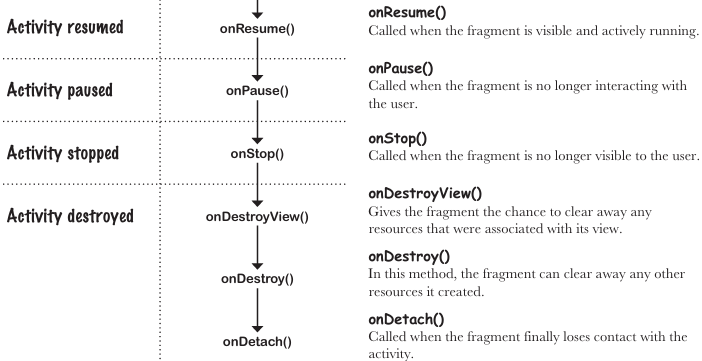 Activity resumed
onResume()
onResume()
Called when the fragment is visible and actively running.
Activity paused
onPause()
onPause()
Called when the fragment is no longer interacting with
the user.
Activity stopped
onStop()
onStop()
Called when the fragment is no longer visible to the user.
Activity destroyed
onDestroyView()
onDestroyView()
Gives the fragment the chance to clear away any
resources that were associated with its view.
onDestroy()
onDestroy()
In this method, the fragment can clear away any other
resources it created.
onDetach()
onDetach()
Called when the fragment finally loses contact with the
activity.